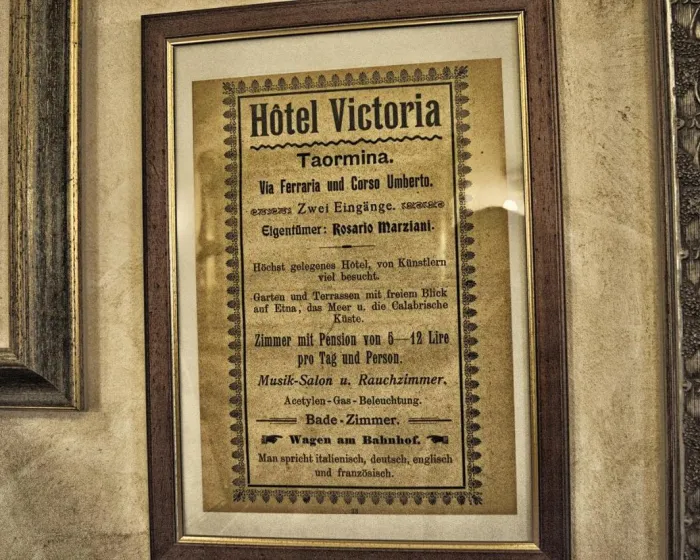 Hôtel Victoria
Taormina.
Via Ferraria und Corso Umberto.
Zwei Eingänge.
Eigentümer: Rosario Marziani.
Höchst gelegenes Hôtel, von Künstlern
viel besucht.
Garten und Terrassen mit freiem Blick
auf Etna, das Meer u. die Calabrische
Küste.
Zimmer mit Pension von 6—12 Lire
pro Tag und Person.
Musik-Salon u. Rauchzimmer.
Acetylen-Gas-Beleuchtung.
Bade-Zimmer.
Wagen am Bahnhof.
Man spricht italienisch, deutsch, englisch
und französisch.